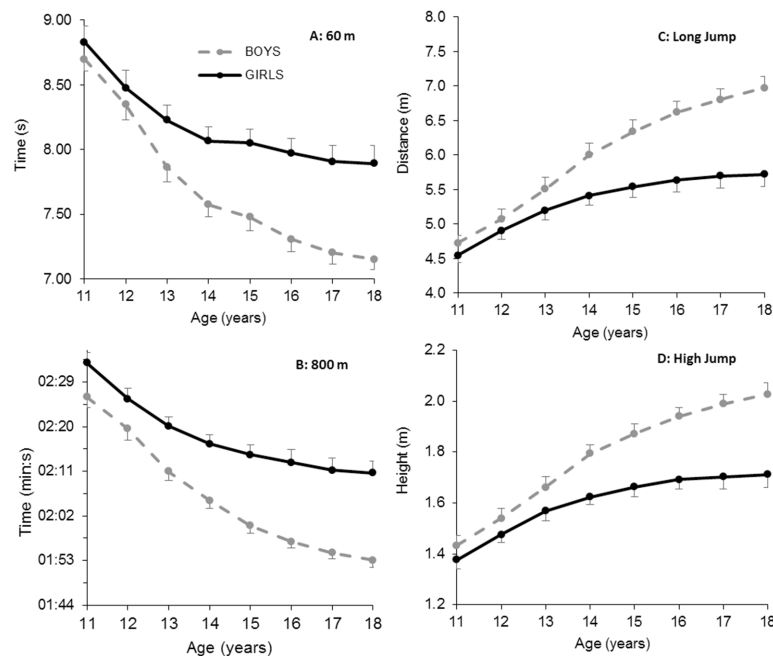 A: 60 m
BOYS
GIRLS
Time (s)
9.00
8.50
8.00
7.50
7.00
11 12 13 14 15 16 17 18
Age (years)
C: Long Jump
Distance (m)
8.0
7.5
7.0
6.5
6.0
5.5
5.0
4.5
4.0
11 12 13 14 15 16 17 18
Age (years)
B: 800 m
Time (min:s)
02:29
02:20
02:11
02:02
01:53
01:44
11 12 13 14 15 16 17 18
Age (years)
D: High Jump
Height (m)
2.2
2.0
1.8
1.6
1.4
1.2
11 12 13 14 15 16 17 18
Age (years)